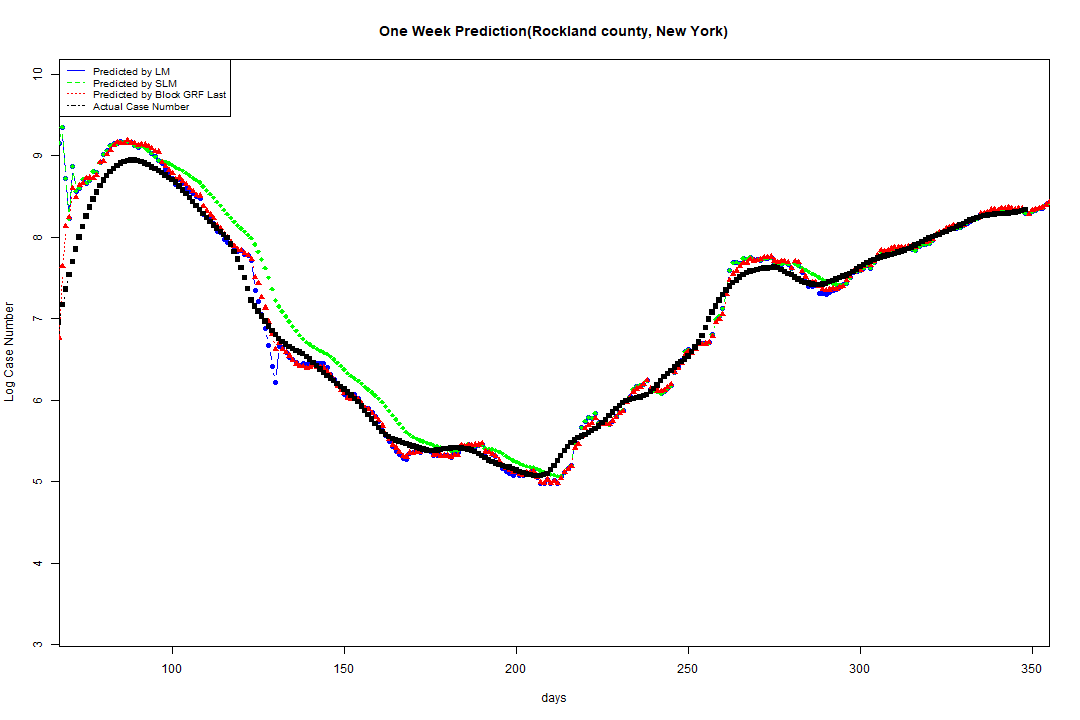 One Week Prediction(Rockland county, New York)
Predicted by LM
Predicted by SLM
Predicted by Block GRF Last
Actual Case Number
Log Case Number
10
9
8
7
6
5
4
3
100 150 200 250 300 350
days